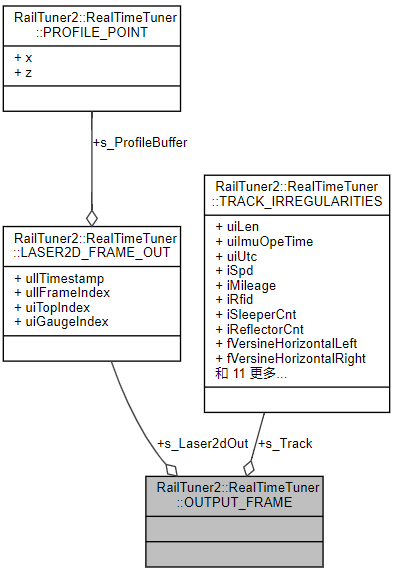 RailTuner2::RealTimeTuner
::PROFILE_POINT
+ x
+ z
+s_ProfileBuffer
RailTuner2::RealTimeTuner
::LASER2D_FRAME_OUT
+ ullTimestamp
+ ullFrameIndex
+ uiTopIndex
+ uiGaugeIndex
RailTuner2::RealTimeTuner
::TRACK_IRREGULARITIES
+ uiLen
+ uiImuOpeTime
+ uiUtc
+ iSpd
+ iMileage
+ iRfid
+ iSleeperCnt
+ iReflectorCnt
+ fVersineHorizontalLeft
+ fVersineHorizontalRight
和 11 更多...
+s_Laser2dOut
+s_Track
RailTuner2::RealTimeTuner
::OUTPUT_FRAME